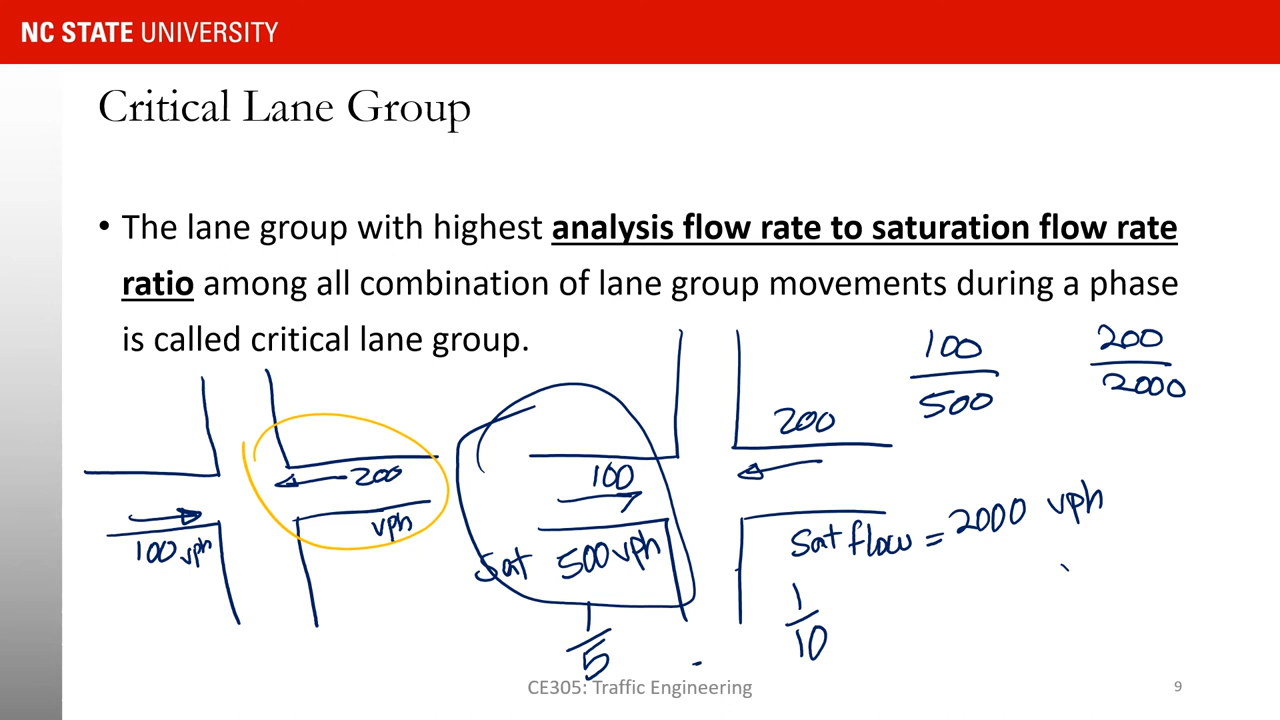 NC STATE UNIVERSITY
Critical Lane Group
• The lane group with highest analysis flow rate to saturation flow rate
ratio among all combination of lane group movements during a phase
is called critical lane group.
100
500
200
2000
200
vph
100 vph
100
Sat 500 vph
1
5
200
Sat flow = 2000 vph
1
10
CE305: Traffic Engineering
9